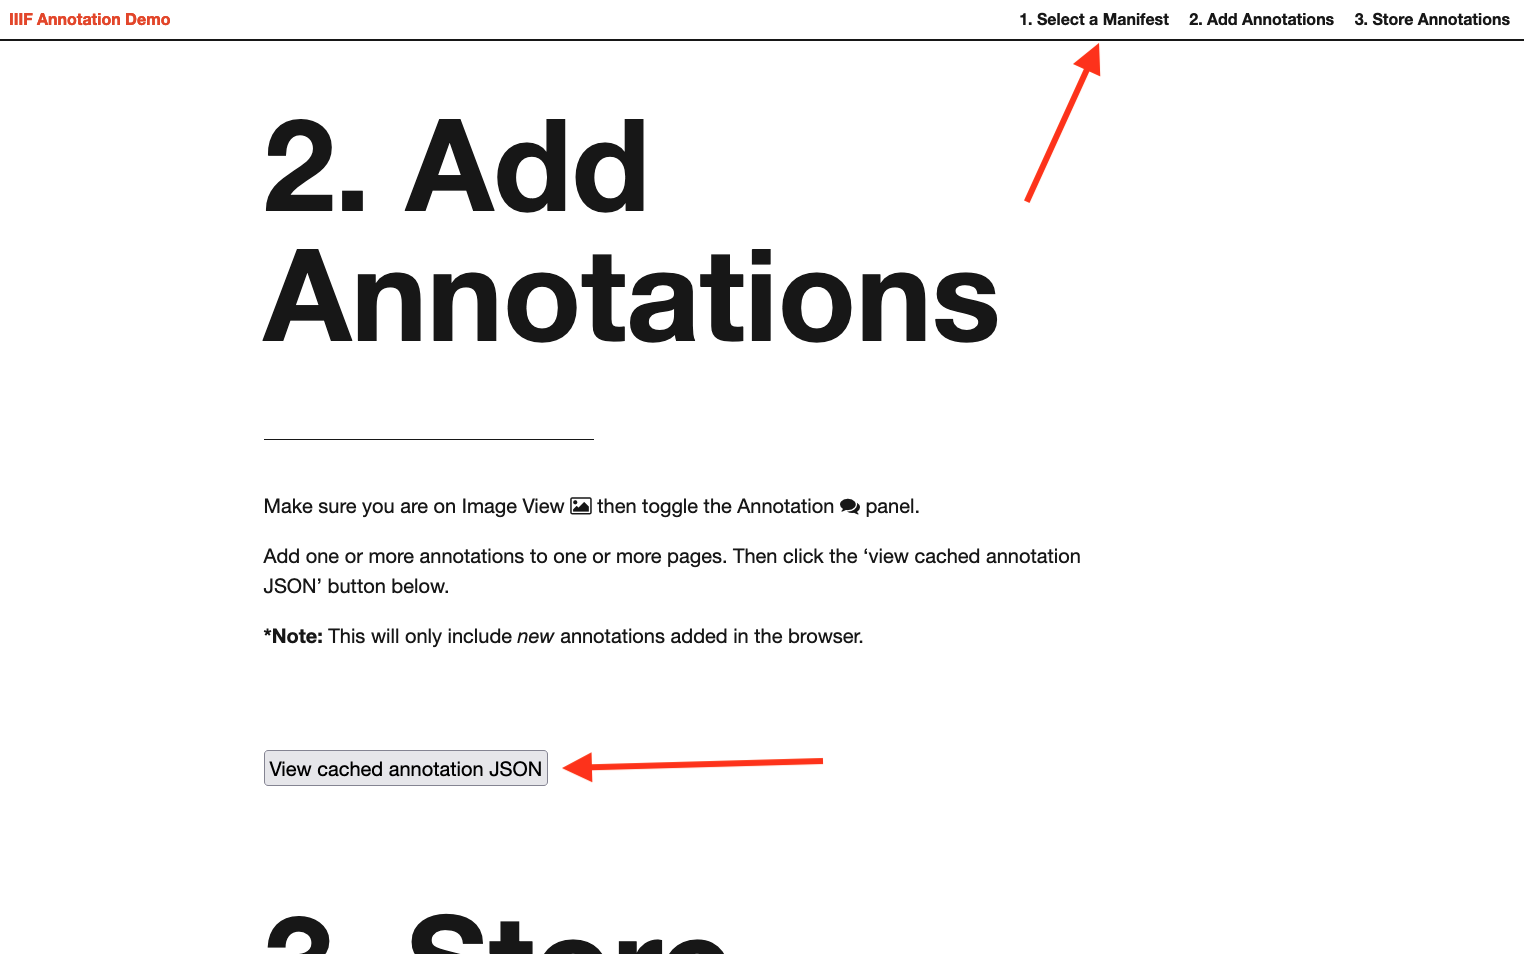 IIIF Annotation Demo
1. Select a Manifest 2. Add Annotations 3. Store Annotations
2. Add
Annotations
Make sure you are on Image View then toggle the Annotation panel.
Add one or more annotations to one or more pages. Then click the ‘view cached annotation
JSON’ button below.
*Note: This will only include new annotations added in the browser.
View cached annotation JSON
3. Store